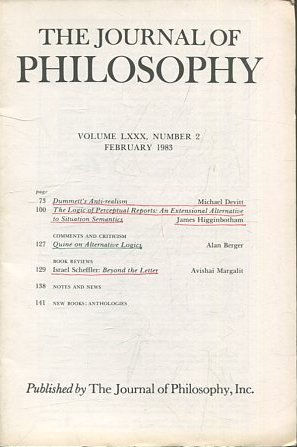 THE JOURNAL OF
PHILOSOPHY
VOLUME LXXX, NUMBER 2
FEBRUARY 1983
page
73 Dummett's Anti-realism Michael Devitt
100 The Logic of Perceptual Reports: An Extensional Alternative
to Situation Semantics James Higginbotham
COMMENTS AND CRITICISM
127 Quine on Alternative Logics Alan Berger
BOOK REVIEWS
129 Israel Scheffler: Beyond the Letter Avishai Margalit
138 NOTES AND NEWS
141 NEW BOOKS: ANTHOLOGIES
Published by The Journal of Philosophy, Inc.